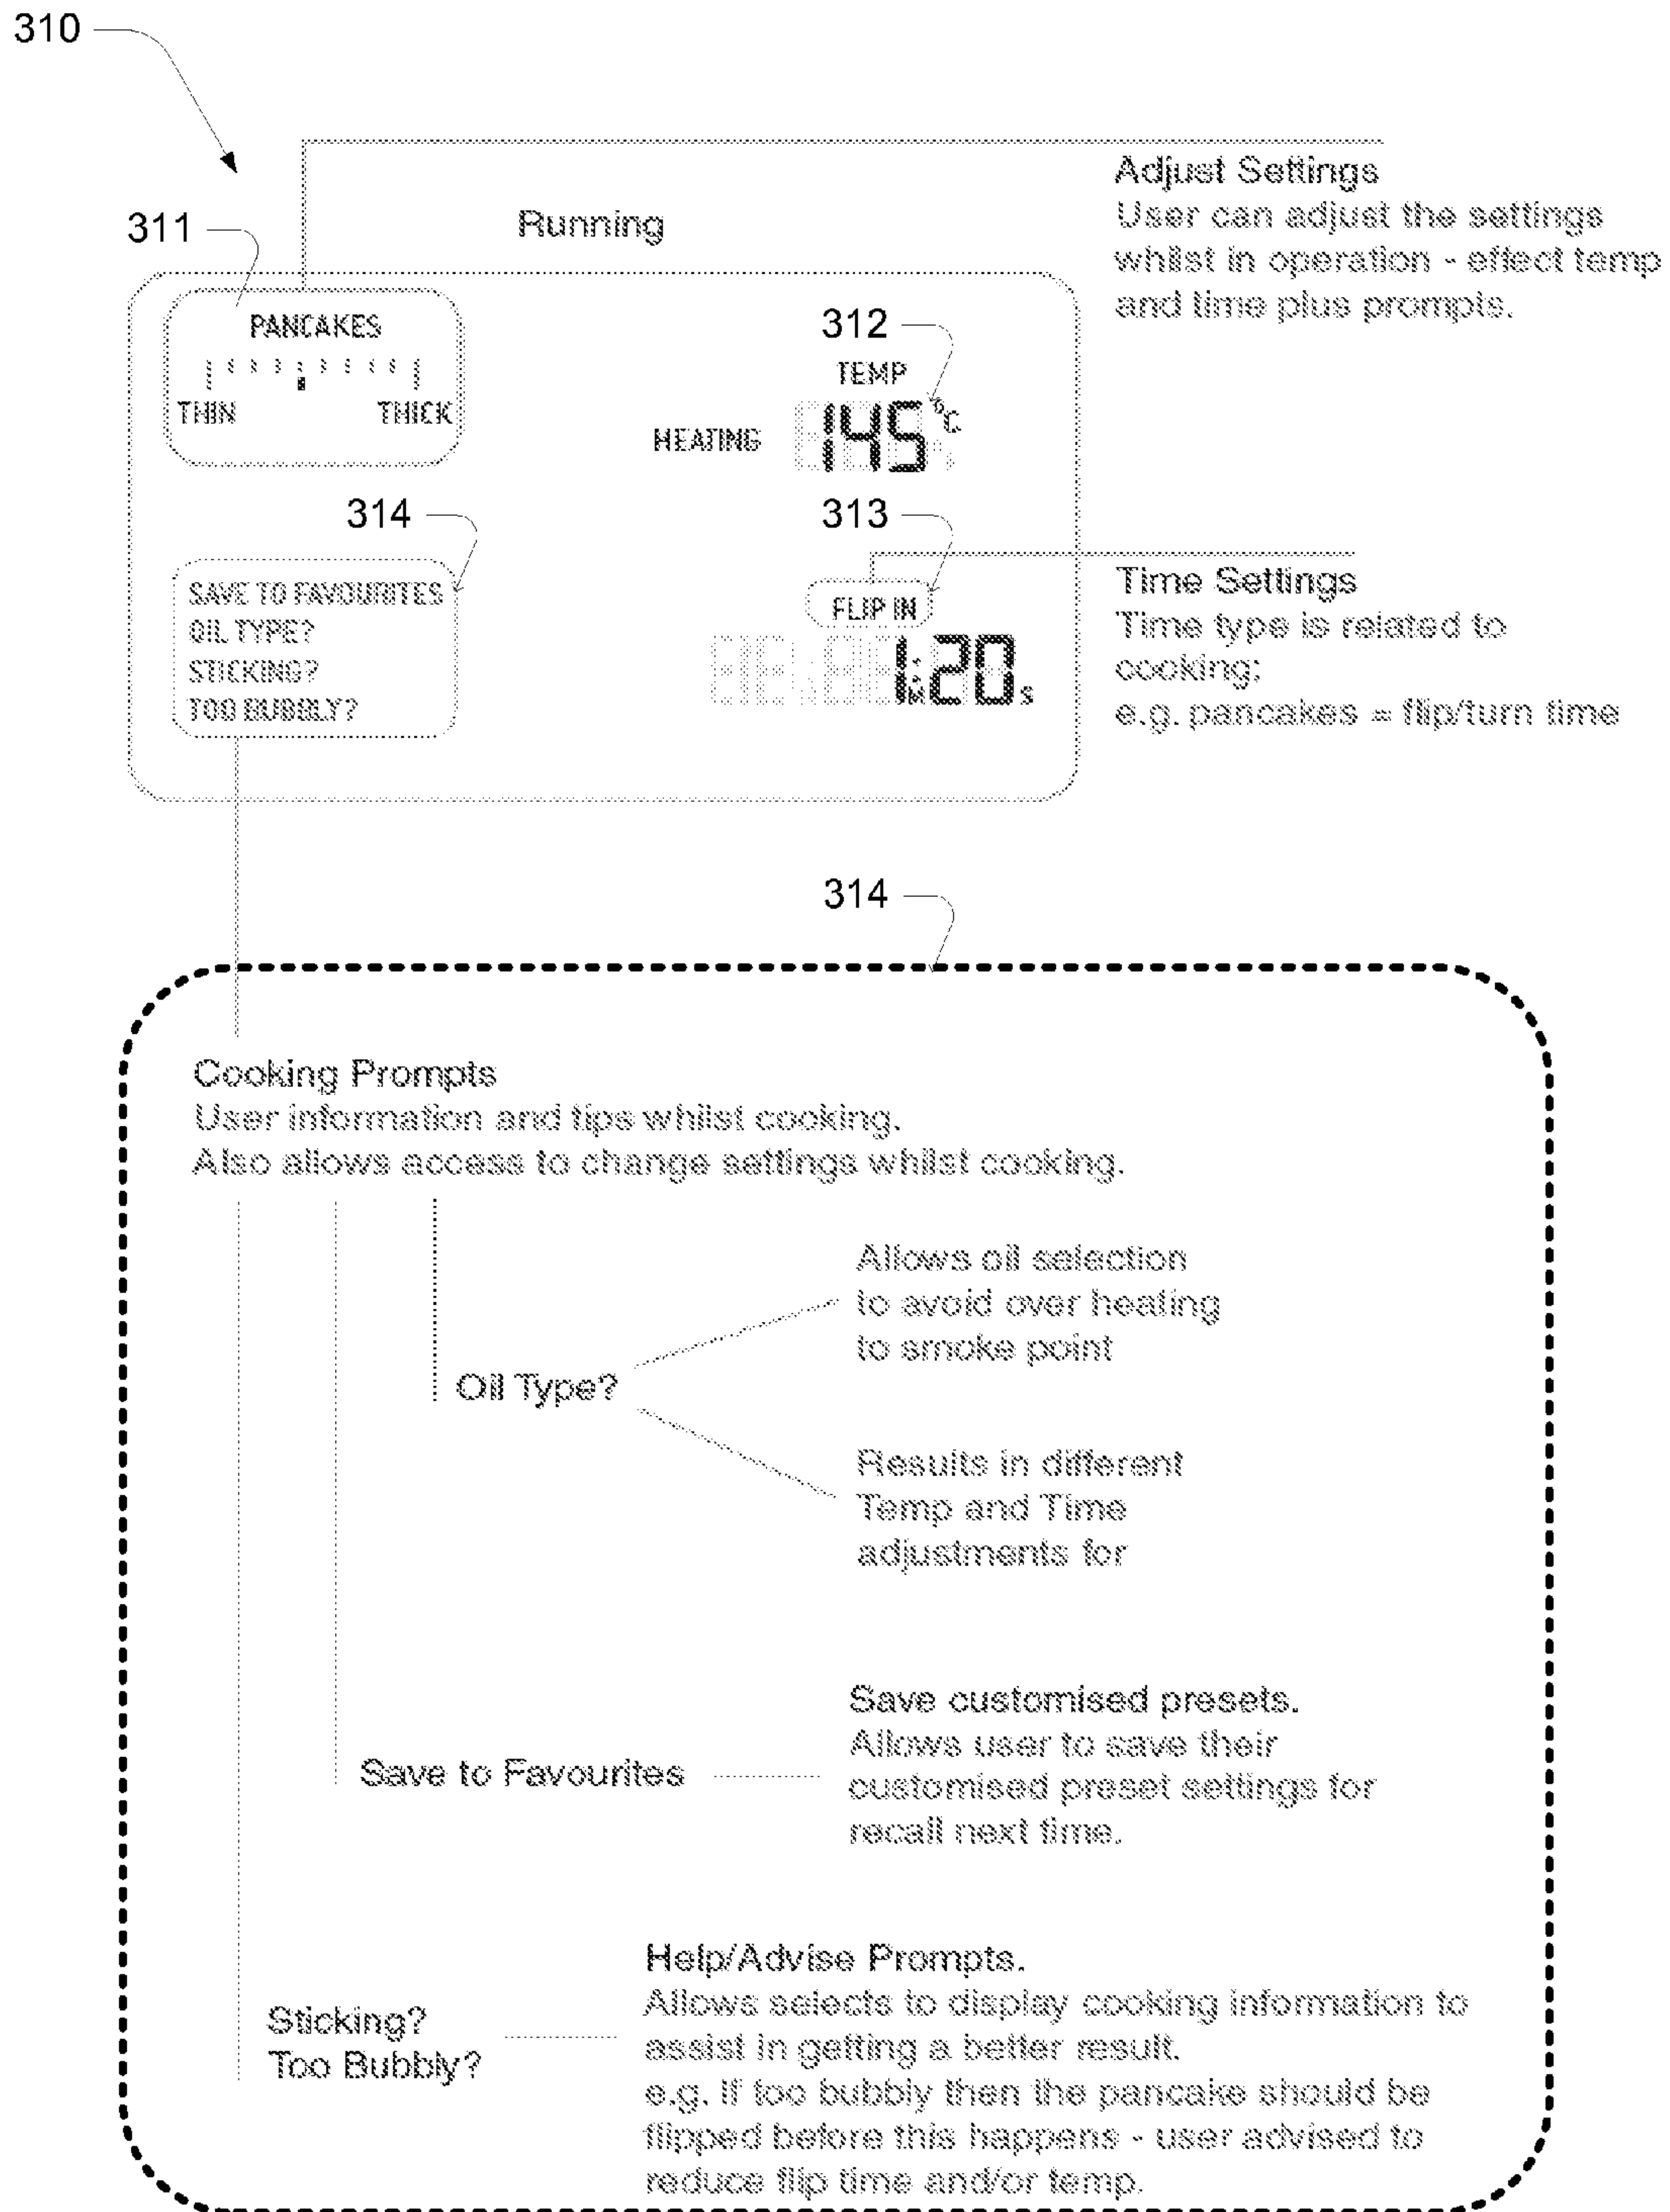 310
Adjust Settings
User can adjust the settings
whilst in operation - effect temp
and time plus prompts.
311
Running
PANCAKES
THIN THICK
312
TEMP
HEATING 145 °C
314
313
SAVE TO FAVOURITES
OIL TYPE?
STICKING?
TOO BUBBLY?
FLIP IN
1:20
M S
Time Settings
Time type is related to
cooking;
e.g. pancakes = flip/turn time
314
Cooking Prompts
User information and tips whilst cooking.
Also allows access to change settings whilst cooking.
Allows oil selection
to avoid over heating
to smoke point
Oil Type?
Results in different
Temp and Time
adjustments for
Save to Favourites
Save customised presets.
Allows user to save their
customised preset settings for
recall next time.
Sticking?
Too Bubbly?
Help/Advise Prompts.
Allows selects to display cooking information to
assist in getting a better result.
e.g. If too bubbly then the pancake should be
flipped before this happens - user advised to
reduce flip time and/or temp.